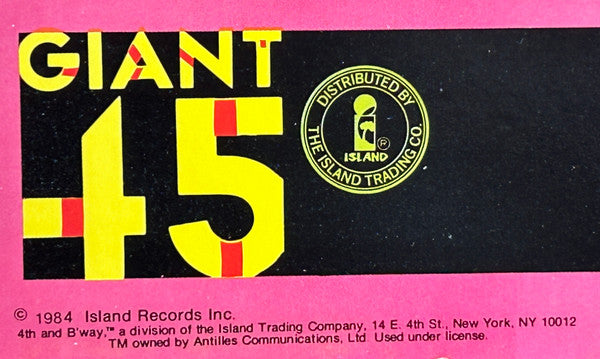 GIANT
45
DISTRIBUTED BY
THE ISLAND TRADING CO.
ISLAND ®
© 1984 Island Records Inc.
4th and B'way,™ a division of the Island Trading Company, 14 E. 4th St., New York, NY 10012
TM owned by Antilles Communications, Ltd. Used under license.